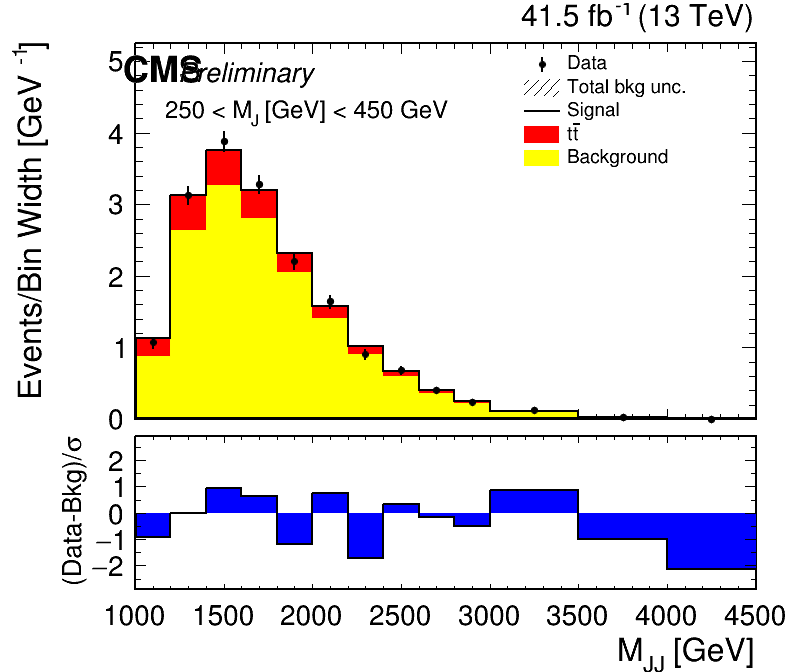 41.5 fb⁻¹ (13 TeV)
CMS Preliminary
250 < M_J [GeV] < 450 GeV
Data
Total bkg unc.
Signal
tt̄
Background
Events/Bin Width [GeV⁻¹]
5
4
3
2
1
0
(Data-Bkg)/σ
2
1
0
−1
−2
1000 1500 2000 2500 3000 3500 4000 4500
M_JJ [GeV]